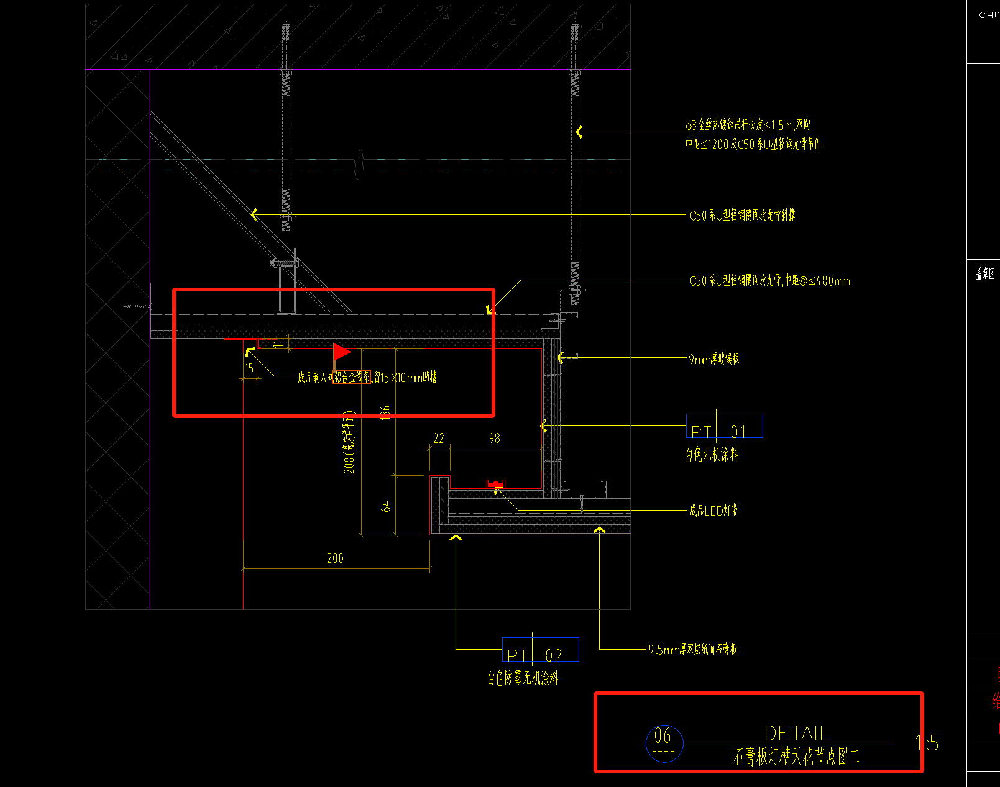 CHIN
φ8全丝热镀锌吊杆长度≤1.5m,双向
中距≤1200及C50系U型轻钢龙骨吊件
C50系U型轻钢覆面次龙骨斜撑
C50系U型轻钢覆面次龙骨,中距@≤400mm
盖章区
11
15
9mm厚玻镁板
成品嵌入式铝合金线条,留15X10mm凹槽
136
200(高度详平面)
22
98
PT 01
白色无机涂料
64
成品LED灯带
200
PT 02
白色防霉无机涂料
9.5mm厚双层纸面石膏板
06
DETAIL
1:5
石膏板灯槽天花节点图二